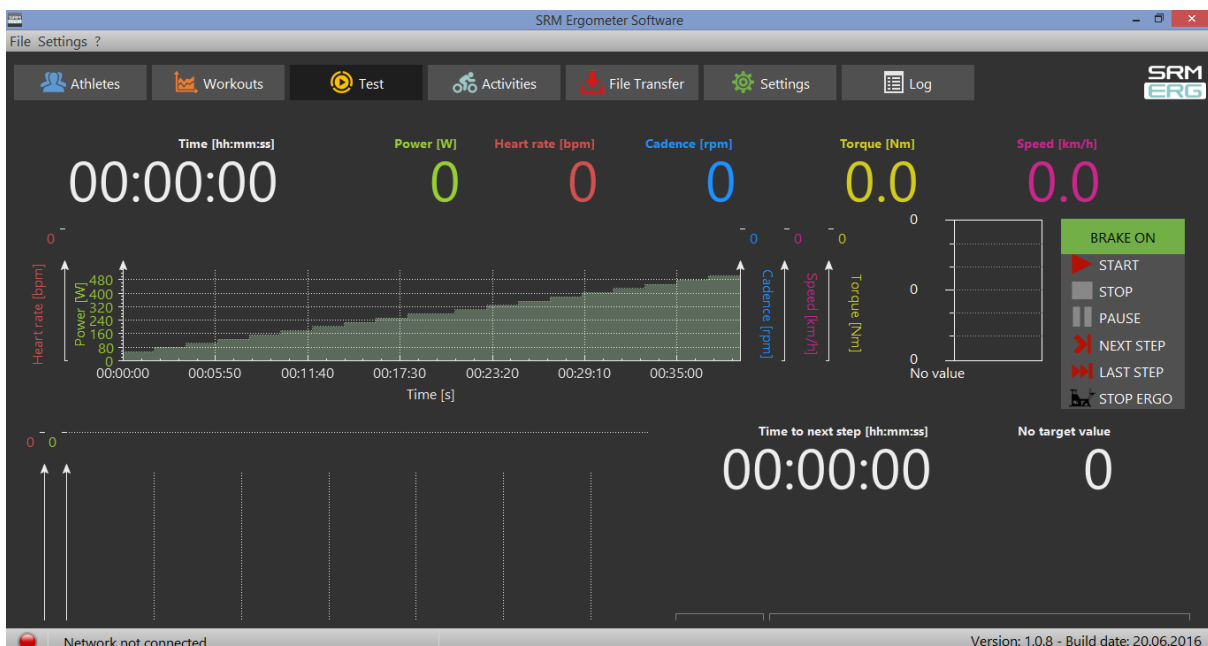 SRM Ergometer Software
File Settings ?
Athletes Workouts Test Activities File Transfer Settings Log
SRM
ERG
Time [hh:mm:ss] Power [W] Heart rate [bpm] Cadence [rpm] Torque [Nm] Speed [km/h]
00:00:00 0 0 0 0.0 0.0
0 0 0 0 0
BRAKE ON
START
STOP
PAUSE
NEXT STEP
LAST STEP
STOP ERGO
Heart rate [bpm]
Power [W]
480
400
320
240
160
80
0
Cadence [rpm]
Speed [km/h]
Torque [Nm]
0
0
No value
00:00:00 00:05:50 00:11:40 00:17:30 00:23:20 00:29:10 00:35:00
Time [s]
0 0
Time to next step [hh:mm:ss] No target value
00:00:00 0
Network not connected Version: 1.0.8 - Build date: 20.06.2016